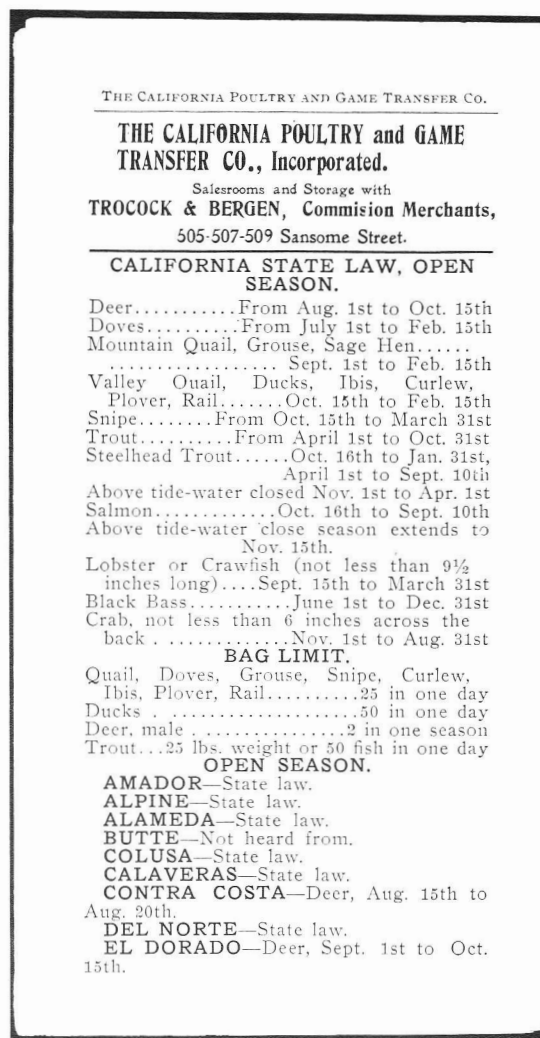 THE CALIFORNIA POULTRY AND GAME TRANSFER CO.
THE CALIFORNIA POULTRY and GAME
TRANSFER CO., Incorporated.
Salesrooms and Storage with
TROCOCK & BERGEN, Commision Merchants,
505-507-509 Sansome Street.
CALIFORNIA STATE LAW, OPEN
SEASON.
Deer...........From Aug. 1st to Oct. 15th
Doves..........From July 1st to Feb. 15th
Mountain Quail, Grouse, Sage Hen......
.................. Sept. 1st to Feb. 15th
Valley Ouail, Ducks, Ibis, Curlew,
Plover, Rail.......Oct. 15th to Feb. 15th
Snipe........From Oct. 15th to March 31st
Trout..........From April 1st to Oct. 31st
Steelhead Trout......Oct. 16th to Jan. 31st,
April 1st to Sept. 10th
Above tide-water closed Nov. 1st to Apr. 1st
Salmon.............Oct. 16th to Sept. 10th
Above tide-water close season extends to
Nov. 15th.
Lobster or Crawfish (not less than 9½
inches long)....Sept. 15th to March 31st
Black Bass...........June 1st to Dec. 31st
Crab, not less than 6 inches across the
back . .............Nov. 1st to Aug. 31st
BAG LIMIT.
Quail, Doves, Grouse, Snipe, Curlew,
Ibis, Plover, Rail..........25 in one day
Ducks . ...................50 in one day
Deer, male . ...............2 in one season
Trout...25 lbs. weight or 50 fish in one day
OPEN SEASON.
AMADOR—State law.
ALPINE—State law.
ALAMEDA—State law.
BUTTE—Not heard from.
COLUSA—State law.
CALAVERAS—State law.
CONTRA COSTA—Deer, Aug. 15th to
Aug. 20th.
DEL NORTE—State law.
EL DORADO—Deer, Sept. 1st to Oct.
15th.